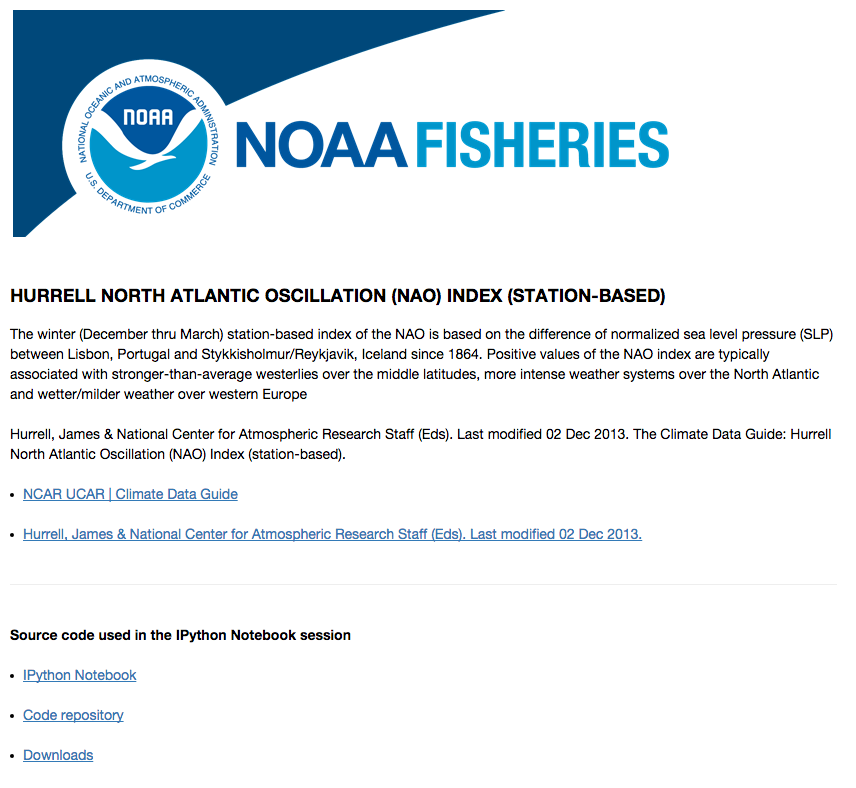 NATIONAL OCEANIC AND ATMOSPHERIC ADMINISTRATION
NOAA
U.S. DEPARTMENT OF COMMERCE
NOAA FISHERIES
HURRELL NORTH ATLANTIC OSCILLATION (NAO) INDEX (STATION-BASED)
The winter (December thru March) station-based index of the NAO is based on the difference of normalized sea level pressure (SLP)
between Lisbon, Portugal and Stykkisholmur/Reykjavik, Iceland since 1864. Positive values of the NAO index are typically
associated with stronger-than-average westerlies over the middle latitudes, more intense weather systems over the North Atlantic
and wetter/milder weather over western Europe
Hurrell, James & National Center for Atmospheric Research Staff (Eds). Last modified 02 Dec 2013. The Climate Data Guide: Hurrell
North Atlantic Oscillation (NAO) Index (station-based).
• NCAR UCAR | Climate Data Guide
• Hurrell, James & National Center for Atmospheric Research Staff (Eds). Last modified 02 Dec 2013.
Source code used in the IPython Notebook session
• IPython Notebook
• Code repository
• Downloads